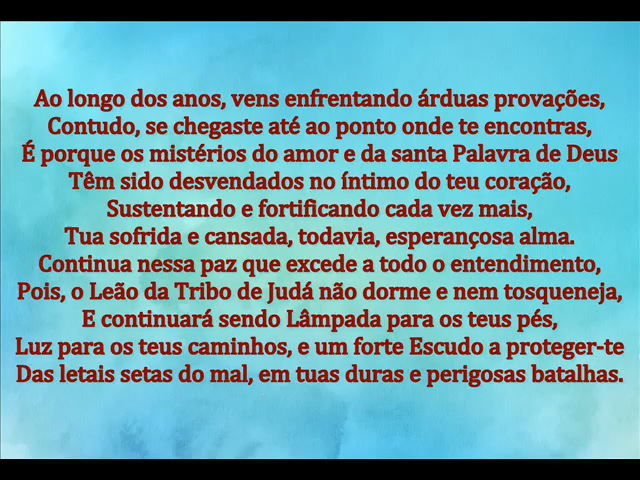 Ao longo dos anos, vens enfrentando árduas provações,
Contudo, se chegaste até ao ponto onde te encontras,
É porque os mistérios do amor e da santa Palavra de Deus
Têm sido desvendados no íntimo do teu coração,
Sustentando e fortificando cada vez mais,
Tua sofrida e cansada, todavia, esperançosa alma.
Continua nessa paz que excede a todo o entendimento,
Pois, o Leão da Tribo de Judá não dorme e nem tosqueneja,
E continuará sendo Lâmpada para os teus pés,
Luz para os teus caminhos, e um forte Escudo a proteger-te
Das letais setas do mal, em tuas duras e perigosas batalhas.